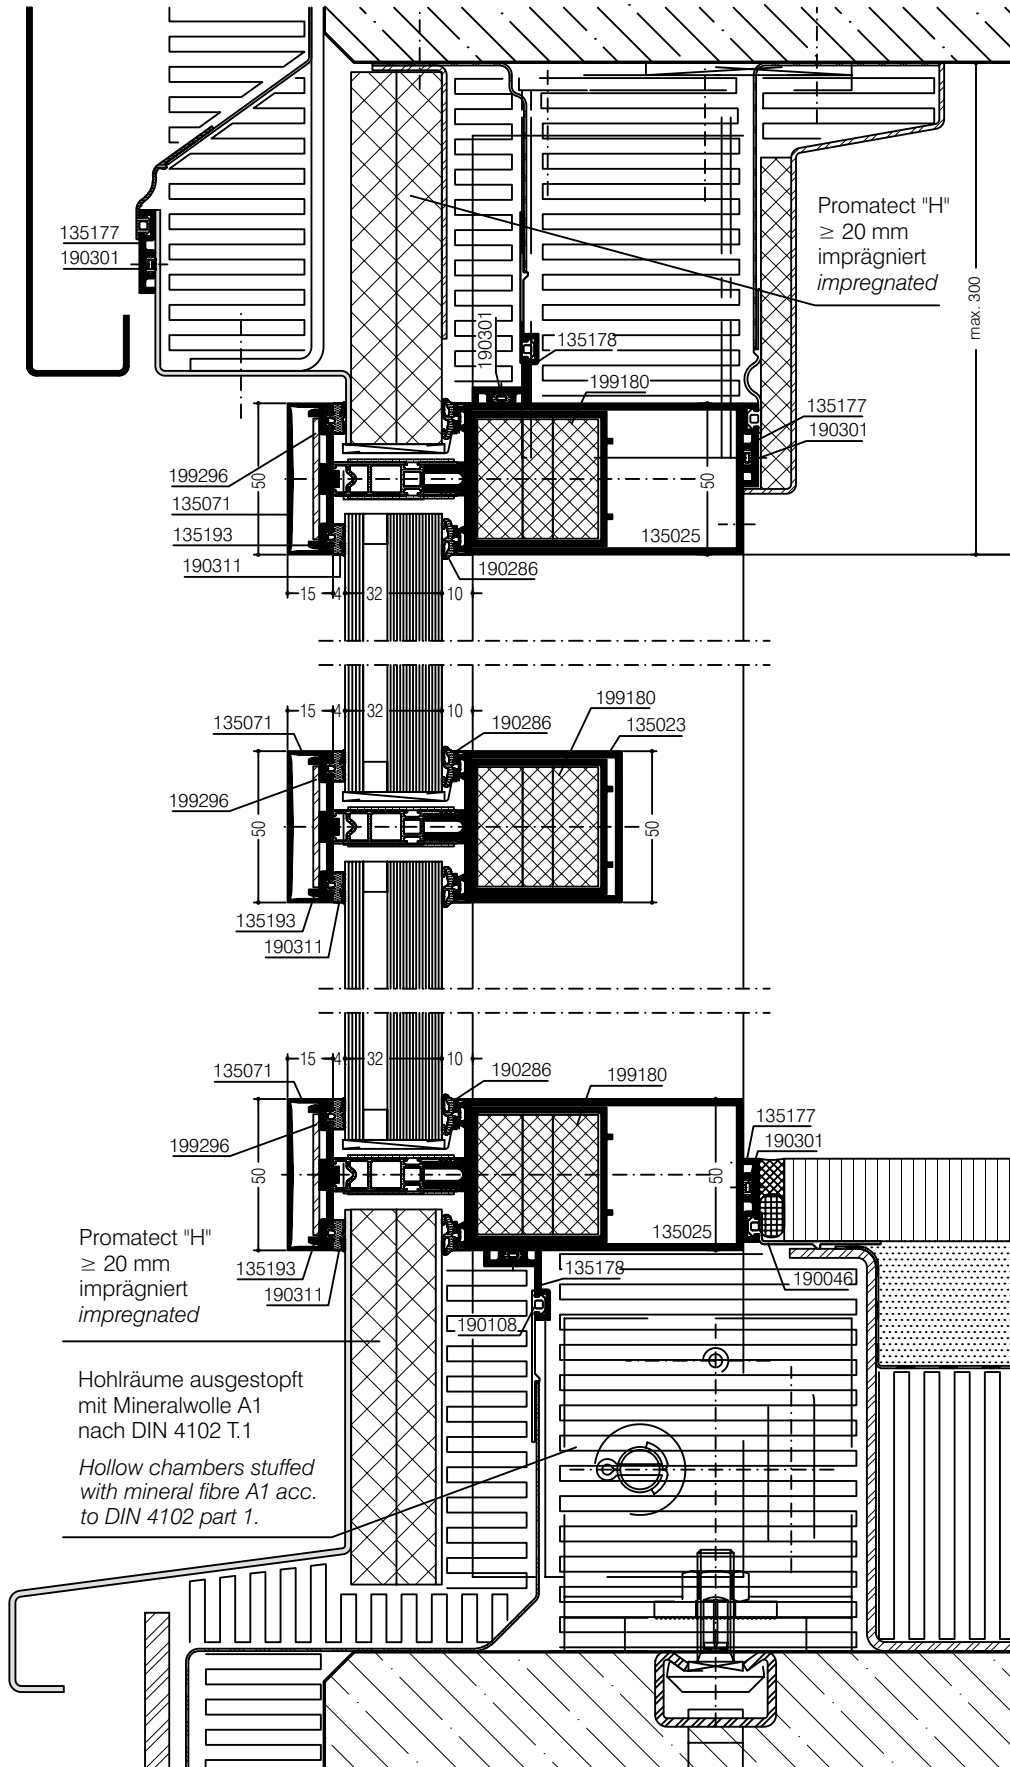 135177
190301
Promatect "H"
≥ 20 mm
imprägniert
impregnated
max. 300
190301
135178
199180
135177
190301
199296
50
135071
135193
190311
50
135025
190286
15 4 32 10
15 4 32 10
199180
135071
190286
135023
199296
50
50
135193
190311
15 4 32 10
135071
190286
199180
135177
190301
199296
50
50
Promatect "H"
≥ 20 mm
imprägniert
impregnated
135025
135193
135178
190046
190311
190108
Hohlräume ausgestopft
mit Mineralwolle A1
nach DIN 4102 T.1
Hollow chambers stuffed
with mineral fibre A1 acc.
to DIN 4102 part 1.